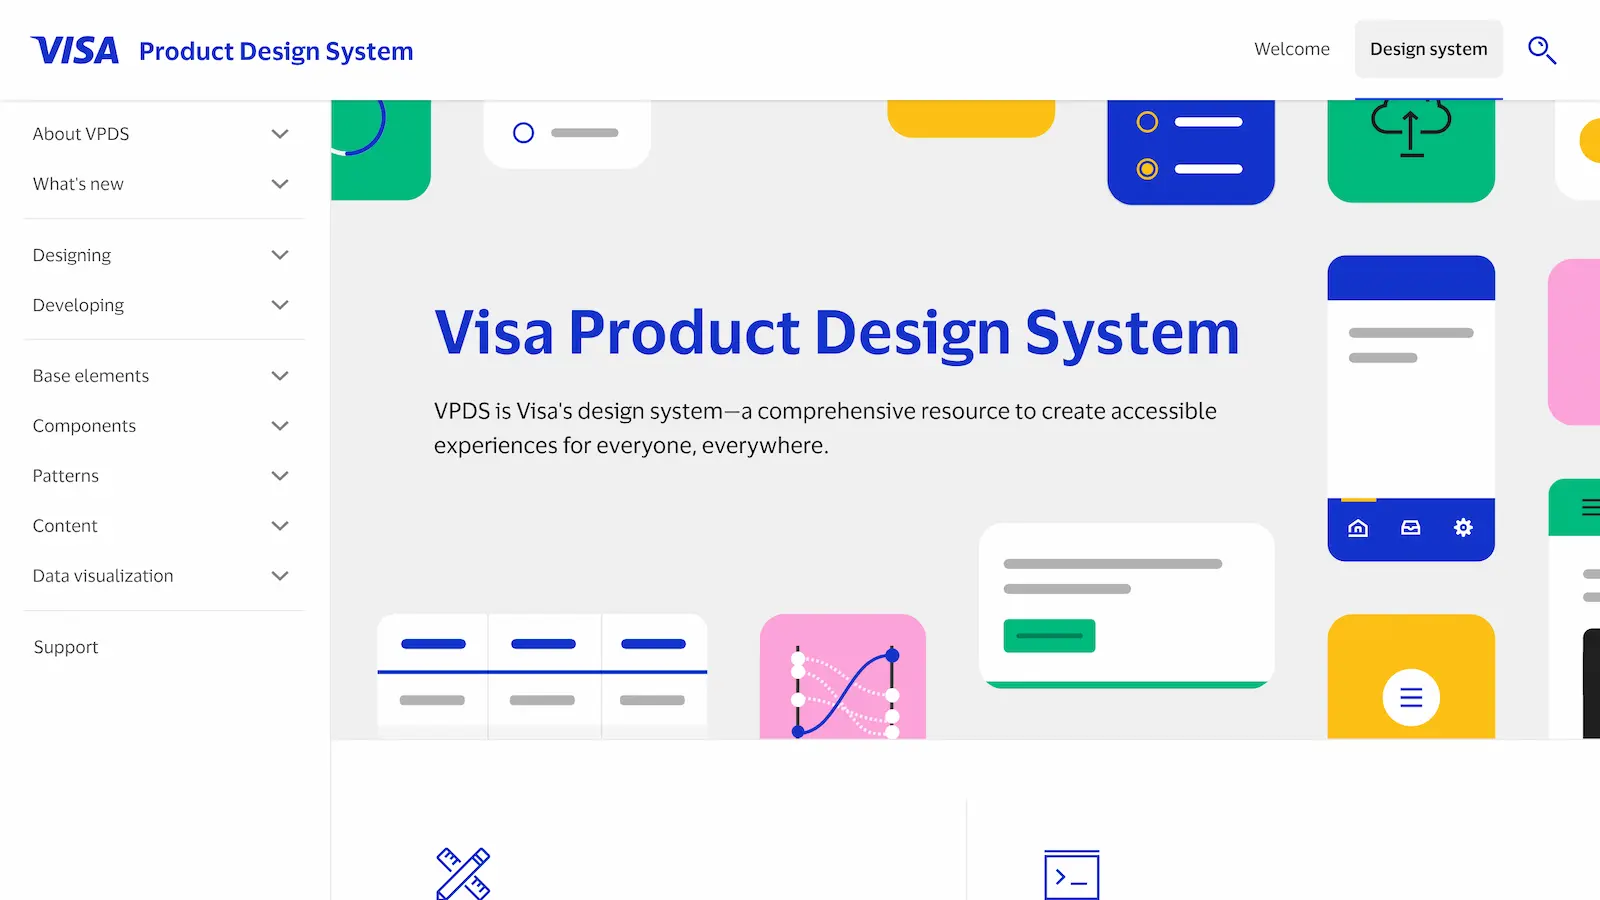 VISA Product Design System
Welcome
Design system
About VPDS
What's new
Designing
Developing
Base elements
Components
Patterns
Content
Data visualization
Support
Visa Product Design System
VPDS is Visa's design system—a comprehensive resource to create accessible
experiences for everyone, everywhere.